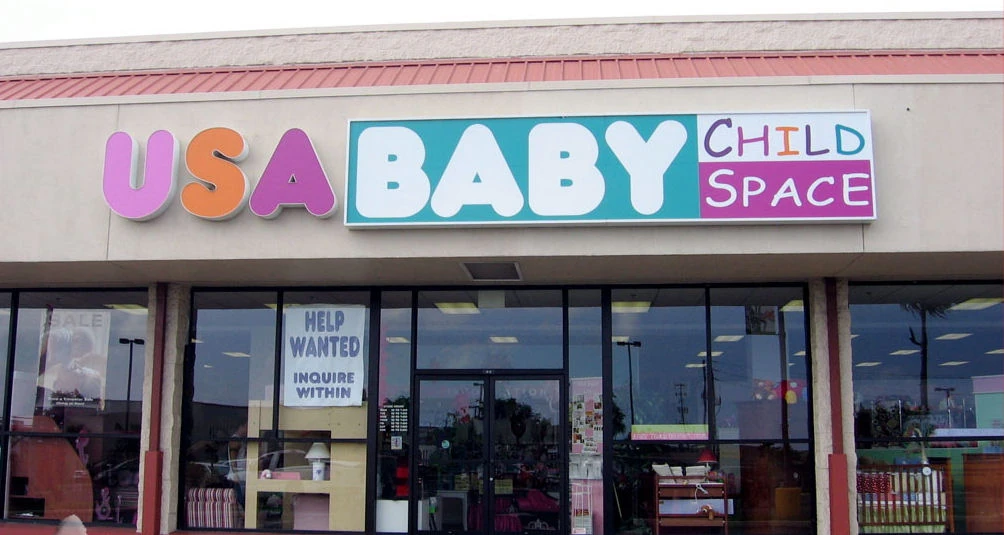 USA BABY
CHILD
SPACE
HELP
WANTED
INQUIRE
WITHIN
SALE